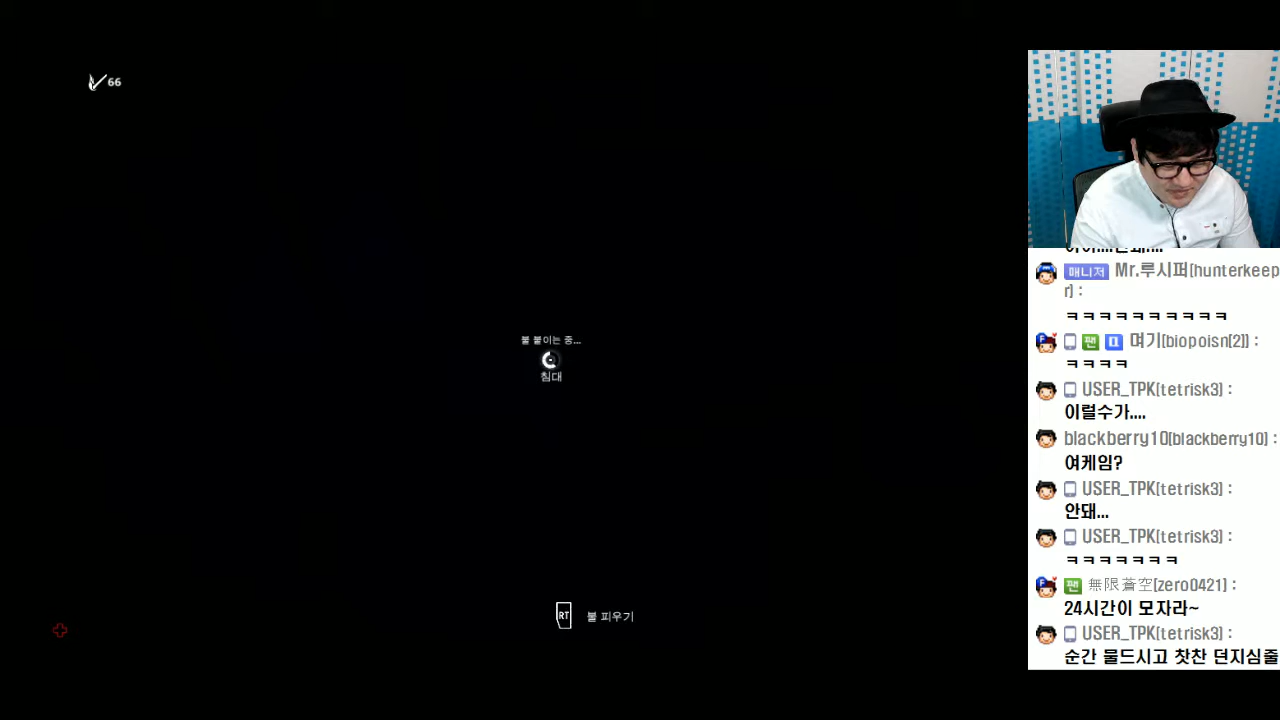 66
불 붙이는 중...
침대
RT 불 피우기
매니저 Mr.루시퍼[hunterkeepe
r] :
ㅋㅋㅋㅋㅋㅋㅋㅋㅋㅋ
팬 며기[biopoisn[2]] :
ㅋㅋㅋㅋ
USER_TPK[tetrisk3] :
이럴수가....
blackberry10[blackberry10] :
여케임?
USER_TPK[tetrisk3] :
안돼...
USER_TPK[tetrisk3] :
ㅋㅋㅋㅋㅋㅋㅋ
팬 無限蒼空[zero0421] :
24시간이 모자라~
USER_TPK[tetrisk3] :
순간 물드시고 찻찬 던지심줄